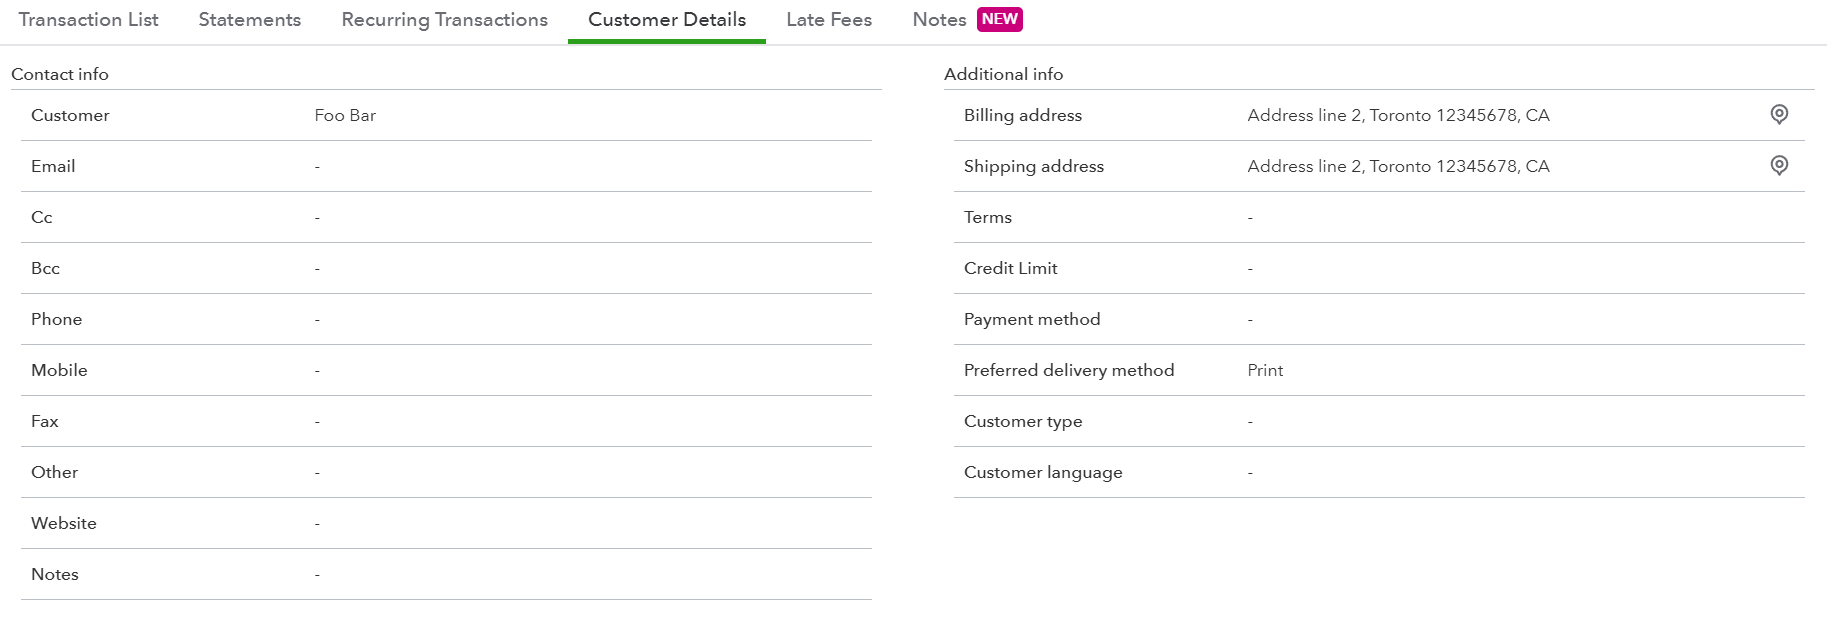 Transaction List Statements Recurring Transactions Customer Details Late Fees Notes NEW
Contact info
Customer Foo Bar
Email -
Cc -
Bcc -
Phone -
Mobile -
Fax -
Other -
Website -
Notes -
Additional info
Billing address Address line 2, Toronto 12345678, CA
Shipping address Address line 2, Toronto 12345678, CA
Terms -
Credit Limit -
Payment method -
Preferred delivery method Print
Customer type -
Customer language -